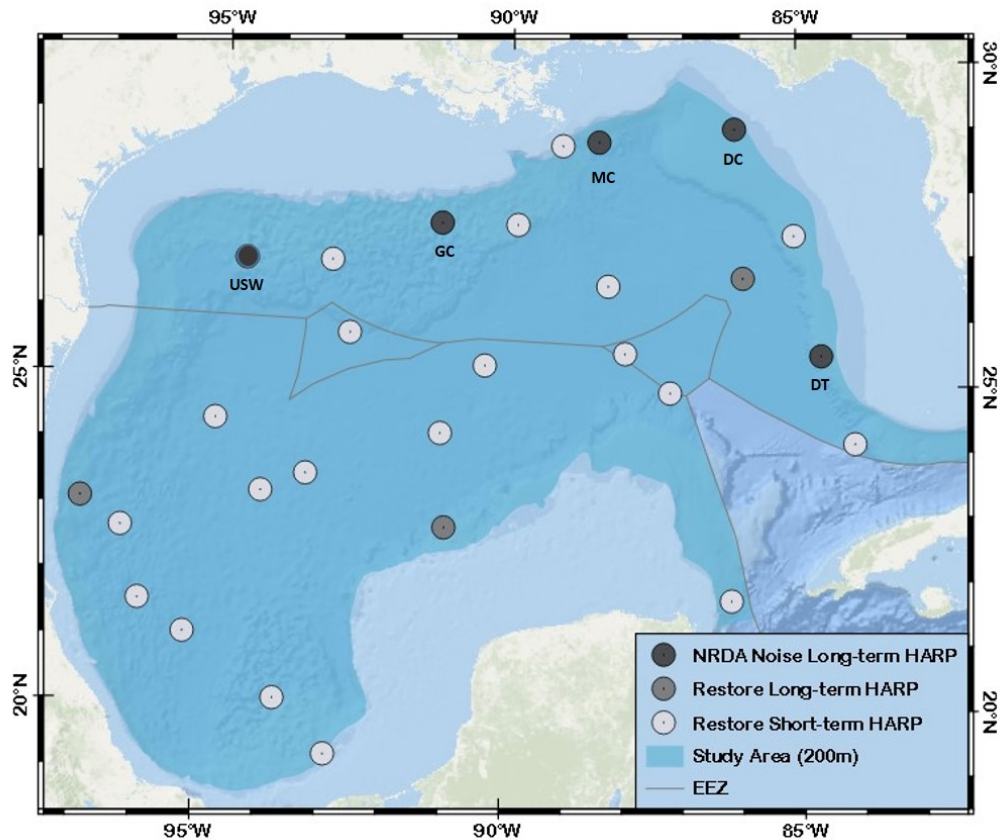 95°W 90°W 85°W
30°N
DC
MC
GC
USW
25°N 25°N
DT
NRDA Noise Long-term HARP
Restore Long-term HARP
Restore Short-term HARP
Study Area (200m)
EEZ
20°N 20°N
95°W 90°W 85°W